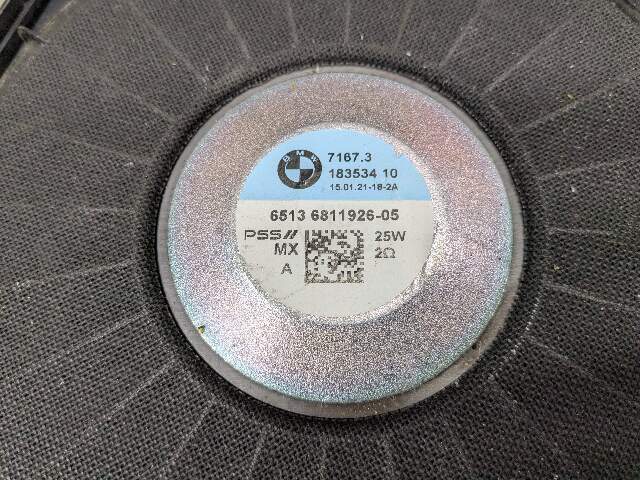 BMW
7167.3
183534 10
15.01.21-18-2A
6513 6811926-05
PSS// 25W
MX 2Ω
A